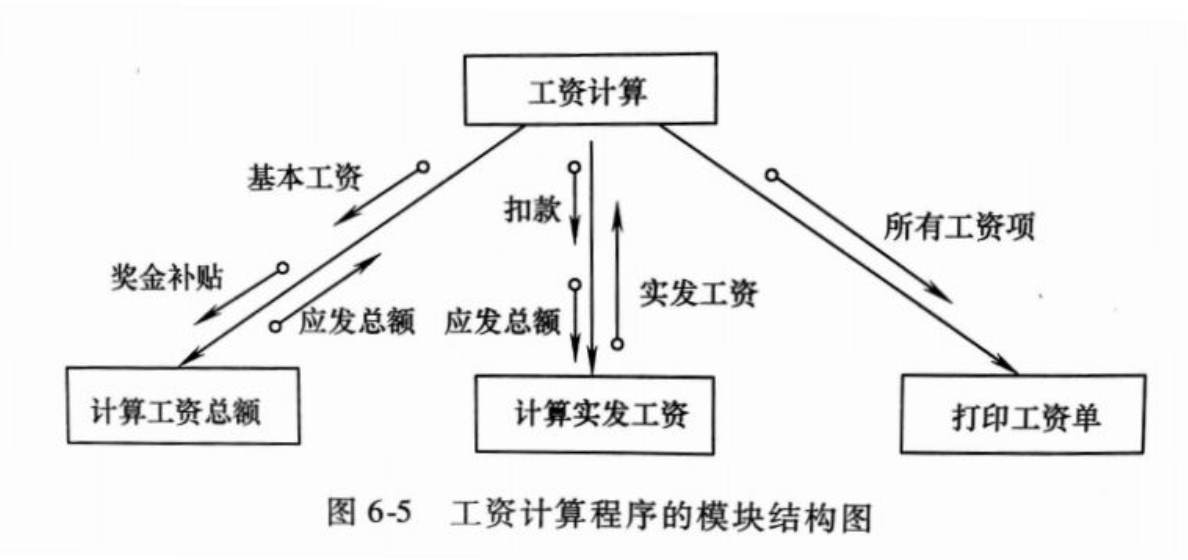 工资计算
基本工资
扣款
所有工资项
奖金补贴
应发总额
应发总额
实发工资
计算工资总额
计算实发工资
打印工资单
图 6-5 工资计算程序的模块结构图